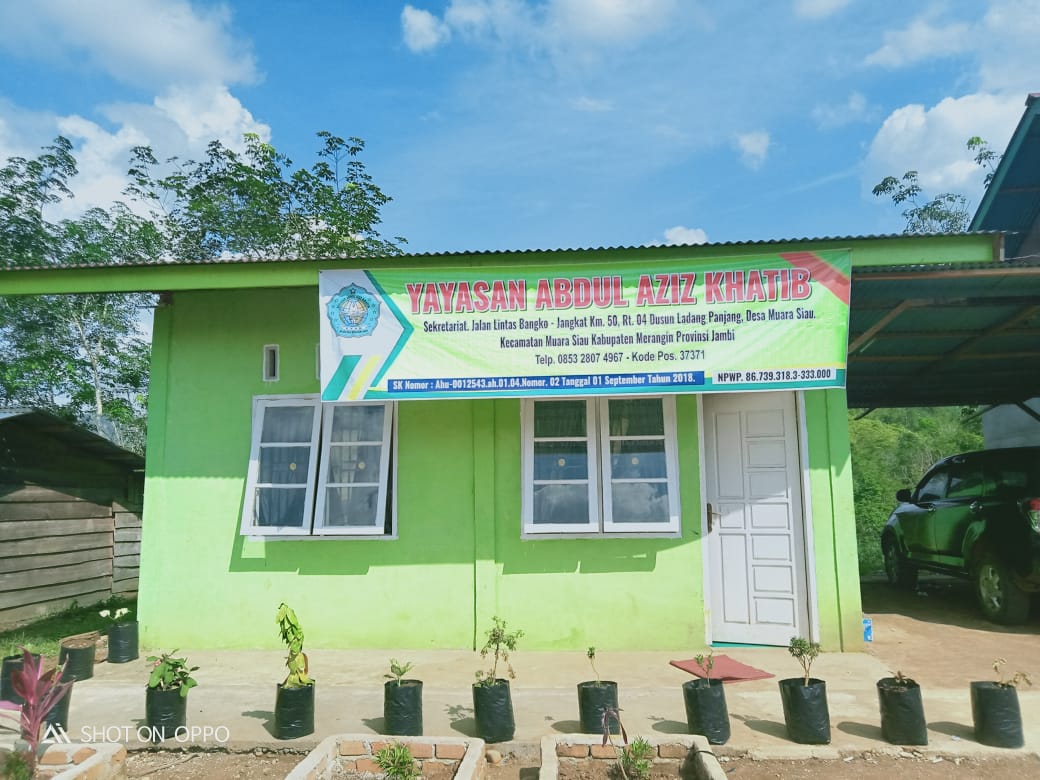 YAYASAN ABDUL AZIZ KHATIB
Sekretariat. Jalan Lintas Bangko - Jangkat Km. 50, Rt. 04 Dusun Ladang Panjang, Desa Muara Siau.
Kecamatan Muara Siau Kabupaten Merangin Provinsi Jambi
Telp. 0853 2807 4967 - Kode Pos. 37371
SK Nomor : Ahu-0012543.ah.01.04.Nomor. 02 Tanggal 01 September Tahun 2018.
NPWP. 86.739.318.3-333.000
SHOT ON OPPO